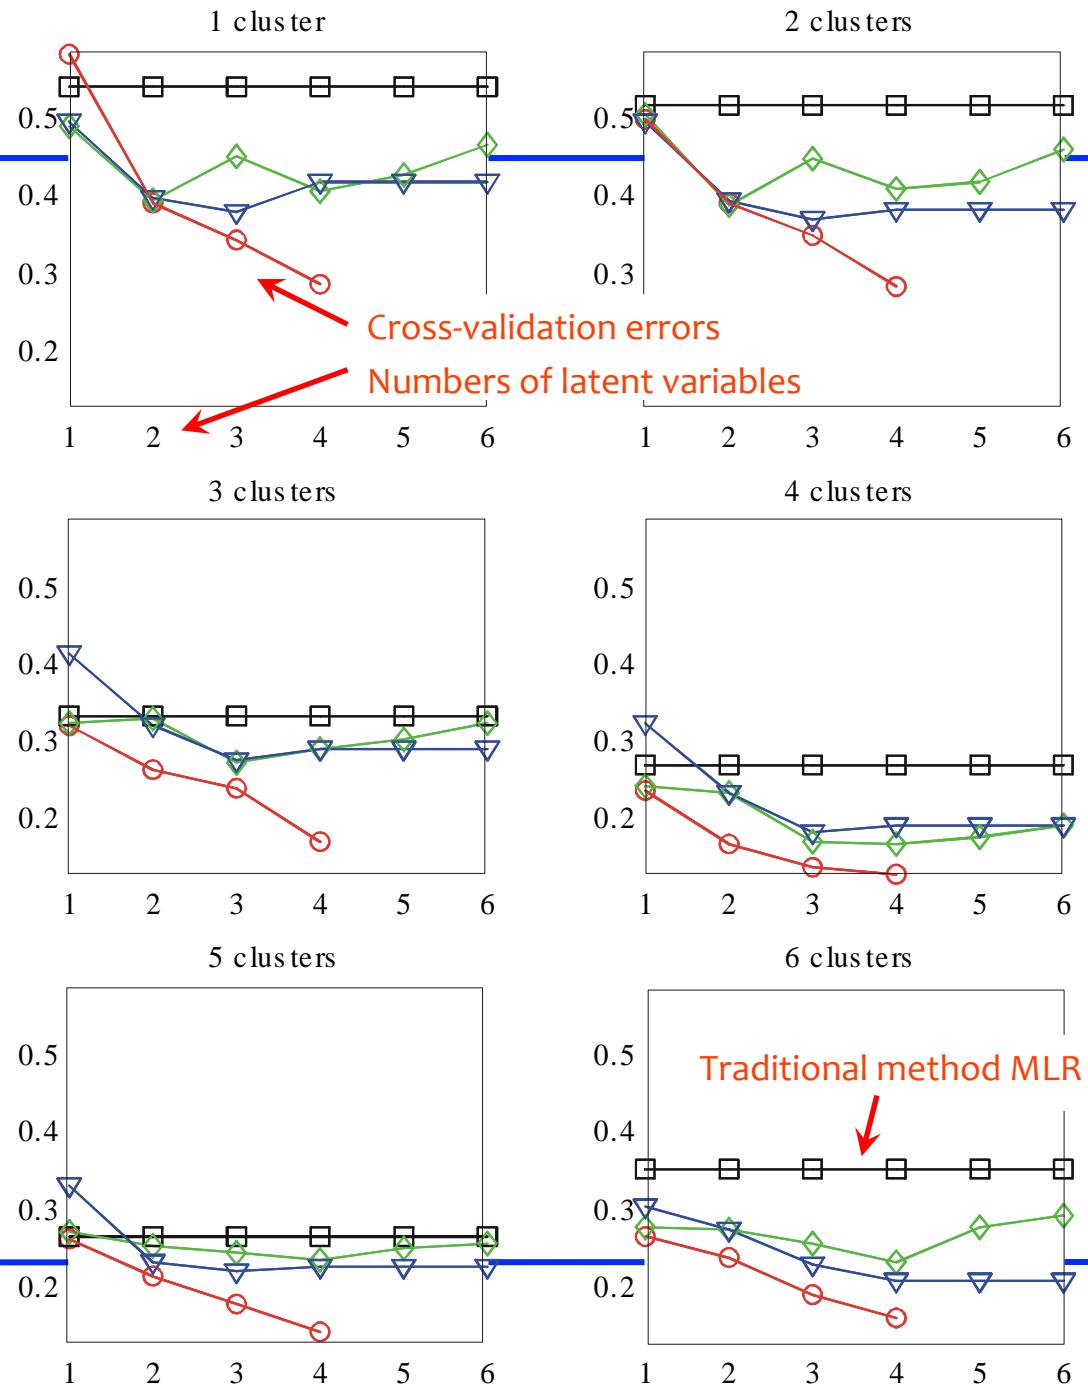 1 cluster
2 clusters
0.5
0.4
0.3
0.2
0.5
0.4
0.3
0.2
Cross-validation errors
Numbers of latent variables
1 2 3 4 5 6
1 2 3 4 5 6
3 clusters
4 clusters
0.5
0.4
0.3
0.2
0.5
0.4
0.3
0.2
1 2 3 4 5 6
1 2 3 4 5 6
5 clusters
6 clusters
0.5
0.4
0.3
0.2
0.5
0.4
0.3
0.2
Traditional method MLR
1 2 3 4 5 6
1 2 3 4 5 6